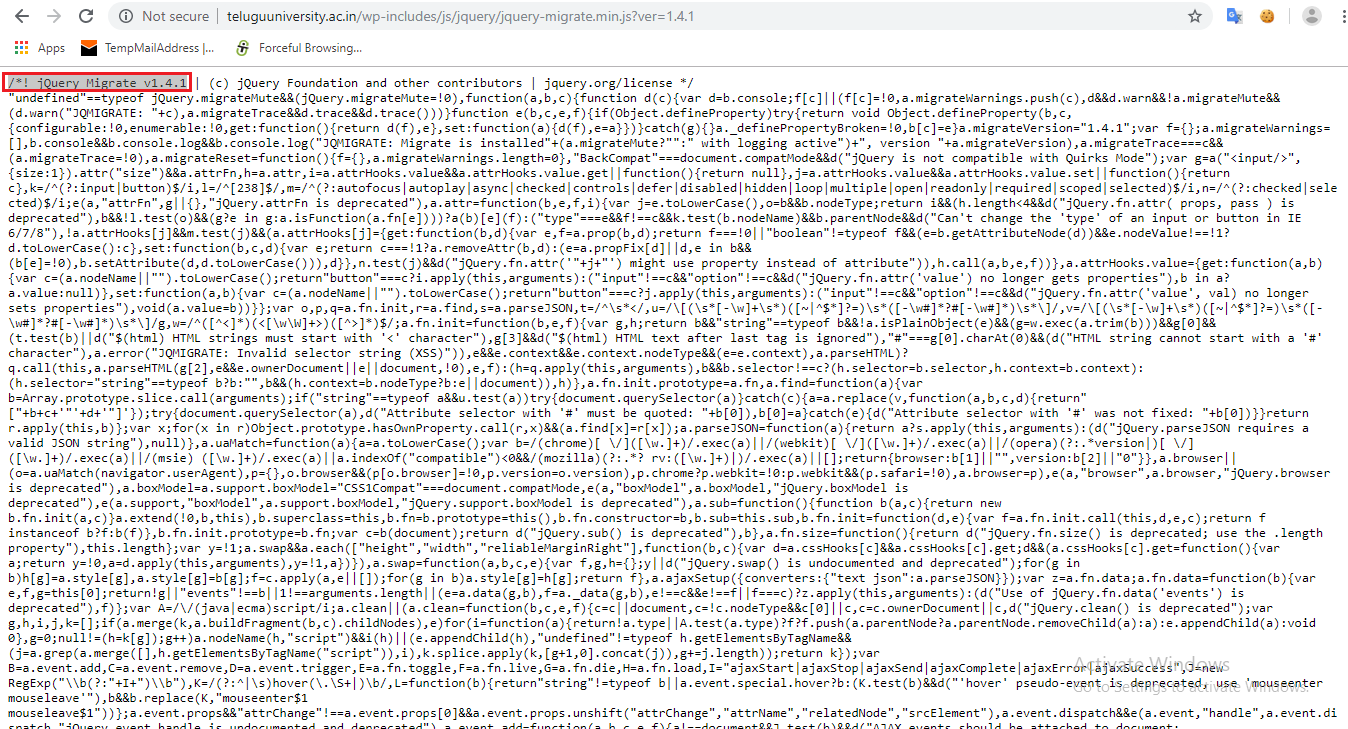 Not secure | teluguuniversity.ac.in/wp-includes/js/jquery/jquery-migrate.min.js?ver=1.4.1
Apps TempMailAddress |... Forceful Browsing...
/*! jQuery Migrate v1.4.1 | (c) jQuery Foundation and other contributors | jquery.org/license */
"undefined"==typeof jQuery.migrateMute&&(jQuery.migrateMute=!0),function(a,b,c){function d(c){var d=b.console;f[c]||(f[c]=!0,a.migrateWarnings.push(c),d&&d.warn&&!a.migrateMute&&
(d.warn("JQMIGRATE: "+c),a.migrateTrace&&d.trace&&d.trace()))}function e(b,c,e,f){if(Object.defineProperty)try{return void Object.defineProperty(b,c,
{configurable:!0,enumerable:!0,get:function(){return d(f),e},set:function(a){d(f),e=a}})}catch(g){}a._definePropertyBroken=!0,b[c]=e}a.migrateVersion="1.4.1";var f={};a.migrateWarnings=
[],b.console&&b.console.log&&b.console.log("JQMIGRATE: Migrate is installed"+(a.migrateMute?"":" with logging active")+", version "+a.migrateVersion),a.migrateTrace===c&&
(a.migrateTrace=!0),a.migrateReset=function(){f={},a.migrateWarnings.length=0},"BackCompat"===document.compatMode&&d("jQuery is not compatible with Quirks Mode");var g=a("<input/>",
{size:1}).attr("size")&&a.attrFn,h=a.attr,i=a.attrHooks.value&&a.attrHooks.value.get||function(){return null},j=a.attrHooks.value&&a.attrHooks.value.set||function(){return
c},k=/^(?:input|button)$/i,l=/^[238]$/,m=/^(?:autofocus|autoplay|async|checked|controls|defer|disabled|hidden|loop|multiple|open|readonly|required|scoped|selected)$/i,n=/^(?:checked|sele
cted)$/i;e(a,"attrFn",g||{},"jQuery.attrFn is deprecated"),a.attr=function(b,e,f,i){var j=e.toLowerCase(),o=b&&b.nodeType;return i&&(h.length<4&&d("jQuery.fn.attr( props, pass ) is
deprecated"),b&&!l.test(o)&&(g?e in g:a.isFunction(a.fn[e])))?a(b)[e](f):("type"===e&&f!==c&&k.test(b.nodeName)&&b.parentNode&&d("Can't change the 'type' of an input or button in IE
6/7/8"),!a.attrHooks[j]&&m.test(j)&&(a.attrHooks[j]={get:function(b,d){var e,f=a.prop(b,d);return f===!0||"boolean"!=typeof f&&(e=b.getAttributeNode(d))&&e.nodeValue!==!1?
d.toLowerCase():c},set:function(b,c,d){var e;return c===!1?a.removeAttr(b,d):(e=a.propFix[d]||d,e in b&&
(b[e]=!0),b.setAttribute(d,d.toLowerCase())),d}},n.test(j)&&d("jQuery.fn.attr('"+j+"') might use property instead of attribute")),h.call(a,b,e,f))},a.attrHooks.value={get:function(a,b)
{var c=(a.nodeName||"").toLowerCase();return"button"===c?i.apply(this,arguments):("input"!==c&&"option"!==c&&d("jQuery.fn.attr('value') no longer gets properties"),b in a?
a.value:null)},set:function(a,b){var c=(a.nodeName||"").toLowerCase();return"button"===c?j.apply(this,arguments):("input"!==c&&"option"!==c&&d("jQuery.fn.attr('value', val) no longer
sets properties"),void(a.value=b))}};var o,p,q=a.fn.init,r=a.find,s=a.parseJSON,t=/^\s*</,u=/\[(\s*[-\w]+\s*)([~|^$*]?=)\s*([-\w#]*?#[-\w#]*)\s*\]/,v=/\[(\s*[-\w]+\s*)([~|^$*]?=)\s*([-
\w#]*?#[-\w#]*)\s*\]/g,w=/^([^<]*)(<[\w\W]+>)([^>]*)$/;a.fn.init=function(b,e,f){var g,h;return b&&"string"==typeof b&&!a.isPlainObject(e)&&(g=w.exec(a.trim(b)))&&g[0]&&
(t.test(b)||d("$(html) HTML strings must start with '<' character"),g[3]&&d("$(html) HTML text after last tag is ignored"),"#"===g[0].charAt(0)&&(d("HTML string cannot start with a '#'
character"),a.error("JQMIGRATE: Invalid selector string (XSS)")),e&&e.context&&e.context.nodeType&&(e=e.context),a.parseHTML)?
q.call(this,a.parseHTML(g[2],e&&e.ownerDocument||e||document,!0),e,f):(h=q.apply(this,arguments),b&&b.selector!==c?(h.selector=b.selector,h.context=b.context):
(h.selector="string"==typeof b?b:"",b&&(h.context=b.nodeType?b:e||document)),h)},a.fn.init.prototype=a.fn,a.find=function(a){var
b=Array.prototype.slice.call(arguments);if("string"==typeof a&&u.test(a))try{document.querySelector(a)}catch(c){a=a.replace(v,function(a,b,c,d){return"
["+b+c+'"'+d+'"]'});try{document.querySelector(a),d("Attribute selector with '#' must be quoted: "+b[0]),b[0]=a}catch(e){d("Attribute selector with '#' was not fixed: "+b[0])}}return
r.apply(this,b)};var x;for(x in r)Object.prototype.hasOwnProperty.call(r,x)&&(a.find[x]=r[x]);a.parseJSON=function(a){return a?s.apply(this,arguments):(d("jQuery.parseJSON requires a
valid JSON string"),null)},a.uaMatch=function(a){a=a.toLowerCase();var b=/(chrome)[ \/]([\w.]+)/.exec(a)||/(webkit)[ \/]([\w.]+)/.exec(a)||/(opera)(?:.*version|)[ \/]
([\w.]+)/.exec(a)||/(msie) ([\w.]+)/.exec(a)||a.indexOf("compatible")<0&&/(mozilla)(?:.*? rv:([\w.]+)|)/.exec(a)||[];return{browser:b[1]||"",version:b[2]||"0"}},a.browser||
(o=a.uaMatch(navigator.userAgent),p={},o.browser&&(p[o.browser]=!0,p.version=o.version),p.chrome?p.webkit=!0:p.webkit&&(p.safari=!0),a.browser=p),e(a,"browser",a.browser,"jQuery.browser
is deprecated"),a.boxModel=a.support.boxModel="CSS1Compat"===document.compatMode,e(a,"boxModel",a.boxModel,"jQuery.boxModel is
deprecated"),e(a.support,"boxModel",a.support.boxModel,"jQuery.support.boxModel is deprecated"),a.sub=function(){function b(a,c){return new
b.fn.init(a,c)}a.extend(!0,b,this),b.superclass=this,b.fn=b.prototype=this(),b.fn.constructor=b,b.sub=this.sub,b.fn.init=function(d,e){var f=a.fn.init.call(this,d,e,c);return f
instanceof b?f:b(f)},b.fn.init.prototype=b.fn;var c=b(document);return d("jQuery.sub() is deprecated"),b},a.fn.size=function(){return d("jQuery.fn.size() is deprecated; use the .length
property"),this.length};var y=!1;a.swap&&a.each(["height","width","reliableMarginRight"],function(b,c){var d=a.cssHooks[c]&&a.cssHooks[c].get;d&&(a.cssHooks[c].get=function(){var
a;return y=!0,a=d.apply(this,arguments),y=!1,a})}),a.swap=function(a,b,c,e){var f,g,h={};y||d("jQuery.swap() is undocumented and deprecated");for(g in
b)h[g]=a.style[g],a.style[g]=b[g];f=c.apply(a,e||[]);for(g in b)a.style[g]=h[g];return f},a.ajaxSetup({converters:{"text json":a.parseJSON}});var z=a.fn.data;a.fn.data=function(b){var
e,f,g=this[0];return!g||"events"!==b||1!==arguments.length||(e=a.data(g,b),f=a._data(g,b),e!==c&&e!==f||f===c)?z.apply(this,arguments):(d("Use of jQuery.fn.data('events') is
deprecated"),f)};var A=/\/(java|ecma)script/i;a.clean||(a.clean=function(b,c,e,f){c=c||document,c=!c.nodeType&&c[0]||c,c=c.ownerDocument||c,d("jQuery.clean() is deprecated");var
g,h,i,j,k=[];if(a.merge(k,a.buildFragment(b,c).childNodes),e)for(i=function(a){return!a.type||A.test(a.type)?f?f.push(a.parentNode?a.parentNode.removeChild(a):a):e.appendChild(a):void
0},g=0;null!=(h=k[g]);g++)a.nodeName(h,"script")&&i(h)||(e.appendChild(h),"undefined"!=typeof h.getElementsByTagName&&
(j=a.grep(a.merge([],h.getElementsByTagName("script")),i),k.splice.apply(k,[g+1,0].concat(j)),g+=j.length));return k});var
B=a.event.add,C=a.event.remove,D=a.event.trigger,E=a.fn.toggle,F=a.fn.live,G=a.fn.die,H=a.fn.load,I="ajaxStart|ajaxStop|ajaxSend|ajaxComplete|ajaxError|ajaxSuccess",J=new
RegExp("\\b(?:"+I+")\\b"),K=/(?:^|\s)hover(\.\S+|)\b/,L=function(b){return"string"!=typeof b||a.event.special.hover?b:(K.test(b)&&d("'hover' pseudo-event is deprecated, use 'mouseenter
mouseleave'"),b&&b.replace(K,"mouseenter$1
mouseleave$1"))};a.event.props&&"attrChange"!==a.event.props[0]&&a.event.props.unshift("attrChange","attrName","relatedNode","srcElement"),a.event.dispatch&&e(a.event,"handle",a.event.di
spatch,"jQuery.event.handle is undocumented and deprecated"),a.event.add=function(a,b,c,e,f){a!==document&&J.test(b)&&d("AJAX events should be attached to document:
Activate Windows
Go to Settings to activate Windows.